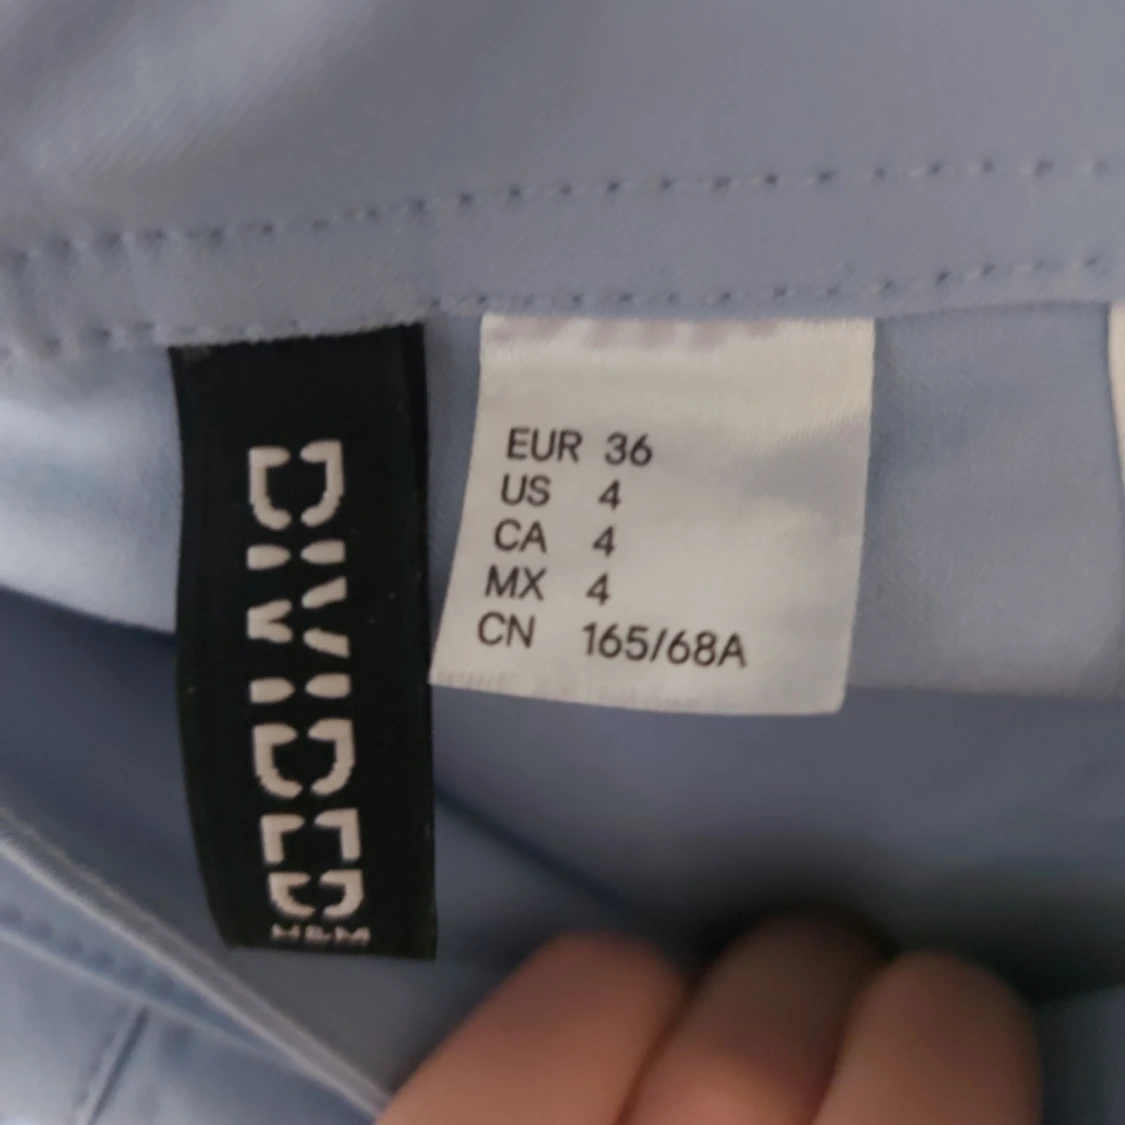 DIVIDED
H&M
EUR 36
US 4
CA 4
MX 4
CN 165/68A